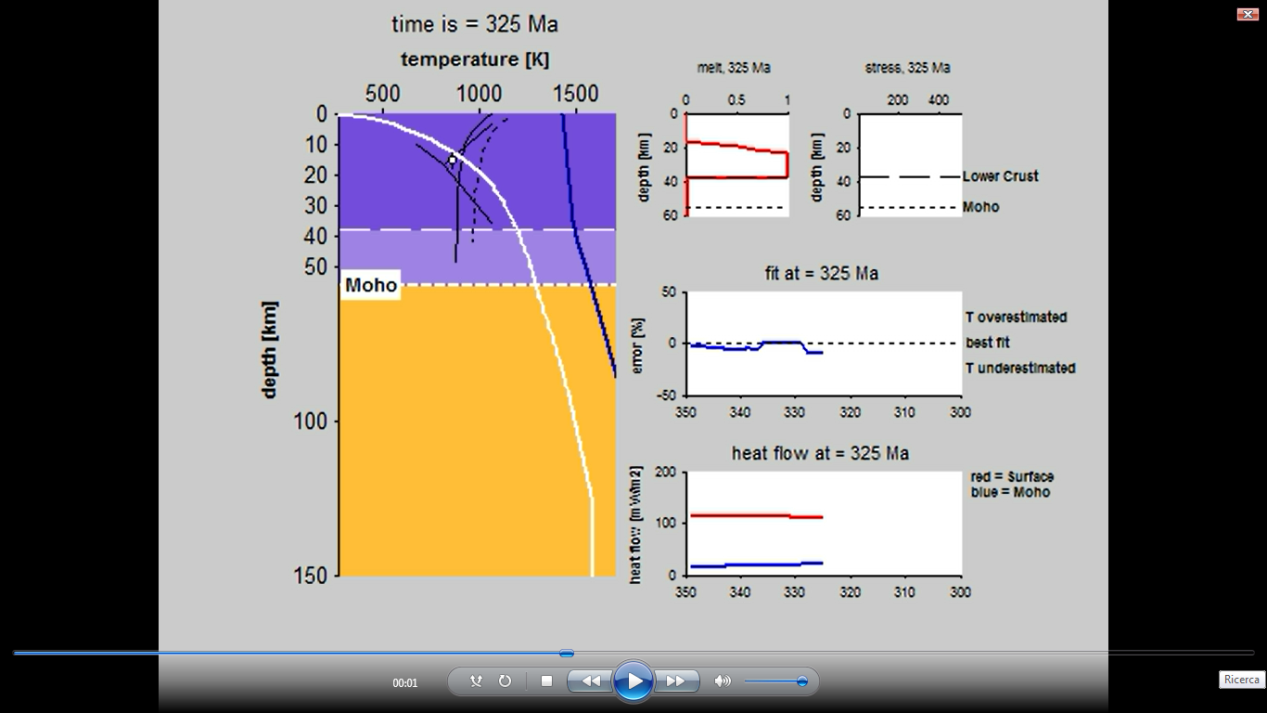 time is = 325 Ma
temperature [K]
500 1000 1500
0
10
20
30
40
50
100
150
depth [km]
Moho
melt, 325 Ma
0 0.5 1
0
20
40
60
depth [km]
stress, 325 Ma
200 400
0
20
40
60
depth [km]
Lower Crust
Moho
fit at = 325 Ma
50
0
-50
error [%]
350 340 330 320 310 300
T overestimated
best fit
T underestimated
heat flow at = 325 Ma
200
100
0
heat flow [mW/m2]
350 340 330 320 310 300
red = Surface
blue = Moho
00:01
Ricerca